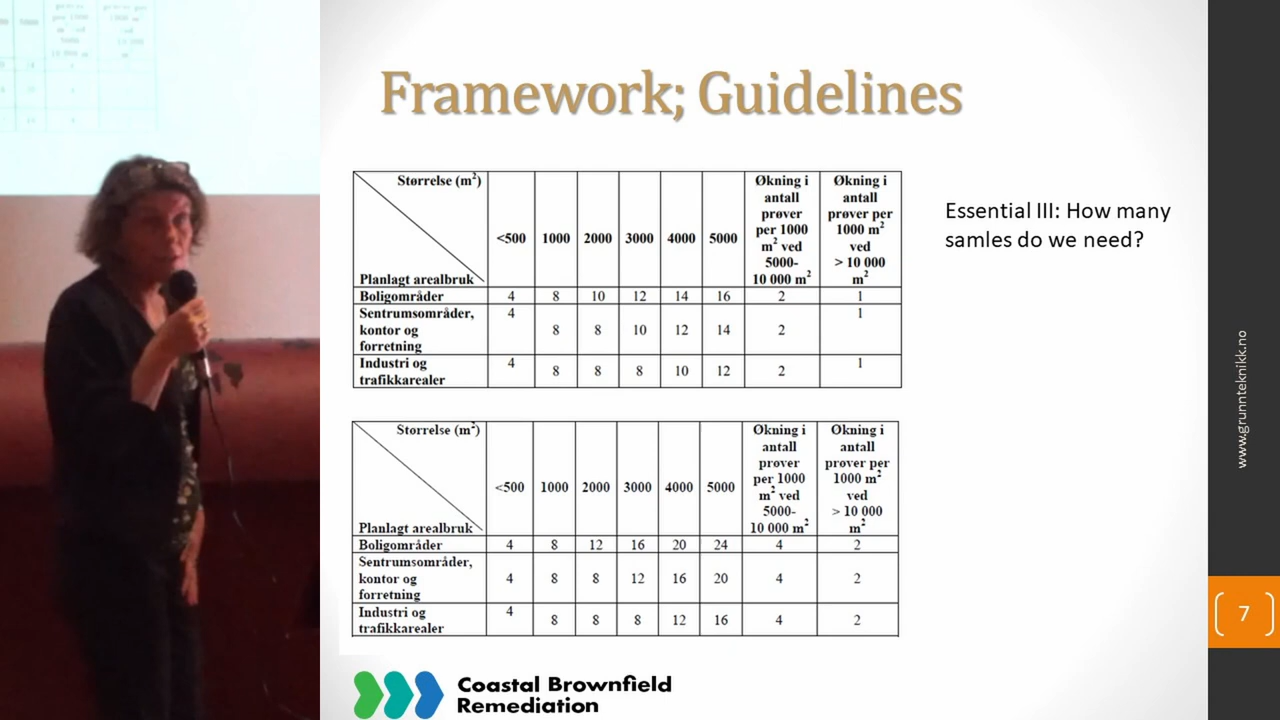 Framework; Guidelines
Størrelse (m²)
Planlagt arealbruk
<500 1000 2000 3000 4000 5000
Økning i
antall
prøver
per 1000
m² ved
5000-
10 000 m²
Økning i
antall
prøver per
1000 m²
ved
> 10 000
m²
Boligområder 4 8 10 12 14 16 2 1
Sentrumsområder,
kontor og
forretning
4 8 8 10 12 14 2 1
Industri og
trafikkarealer
4 8 8 8 10 12 2 1
Størrelse (m²)
Planlagt arealbruk
<500 1000 2000 3000 4000 5000
Økning i
antall
prøver
per 1000
m² ved
5000-
10 000 m²
Økning i
antall
prøver per
1000 m²
ved
> 10 000
m²
Boligområder 4 8 12 16 20 24 4 2
Sentrumsområder,
kontor og
forretning
4 8 8 12 16 20 4 2
Industri og
trafikkarealer
4 8 8 8 12 16 4 2
Essential III: How many
samles do we need?
www.grunnteknikk.no
7
Coastal Brownfield
Remediation